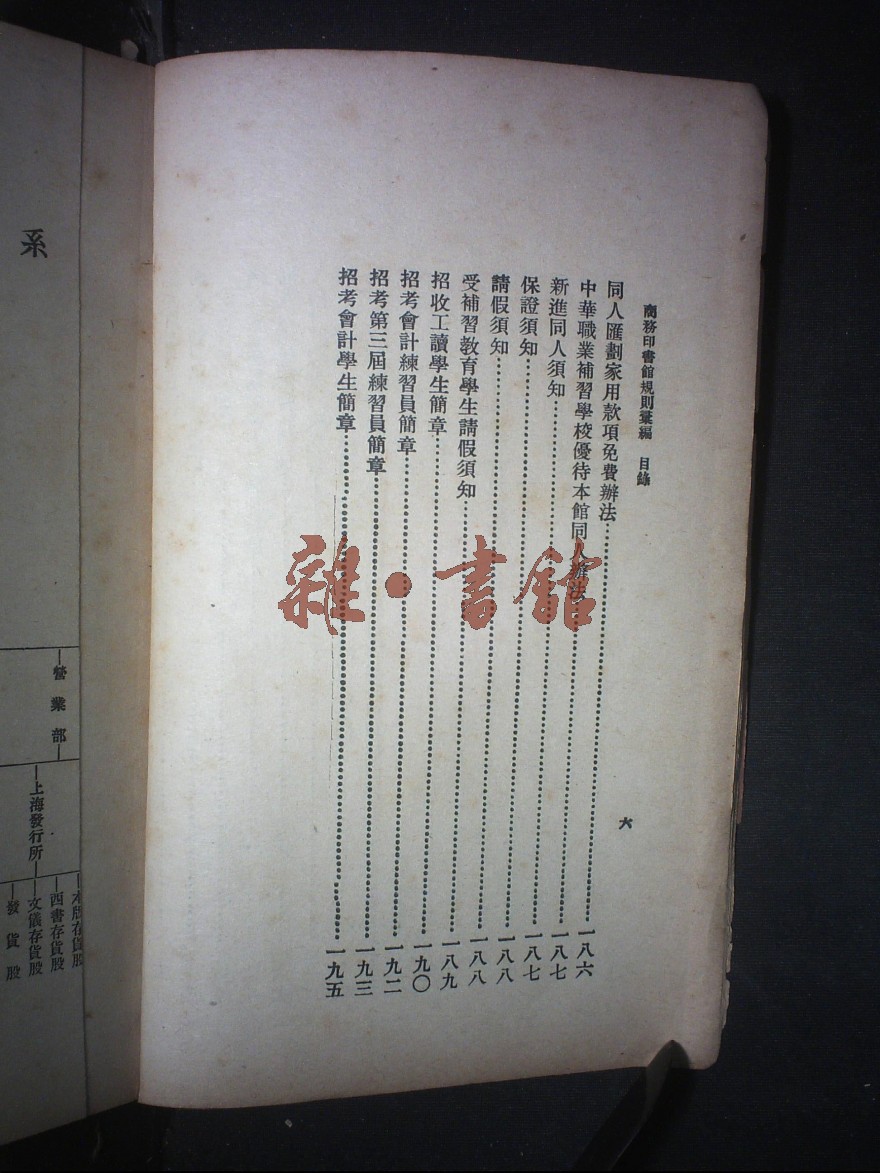 商務印書館規則彙編　目錄
同人匯劃家用款項免費辦法……一八六
中華職業補習學校優待本館同人辦法……一八七
新進同人須知……一八七
保證須知……一八八
請假須知……一八八
受補習教育學生請假須知……一八九
招收工讀學生簡章……一九〇
招考會計練習員簡章……一九二
招考第三屆練習員簡章……一九三
招考會計學生簡章……一九五
六
雜·書館
系
營業部
上海發行所
本版存貨股
西書存貨股
文儀存貨股
發貨股